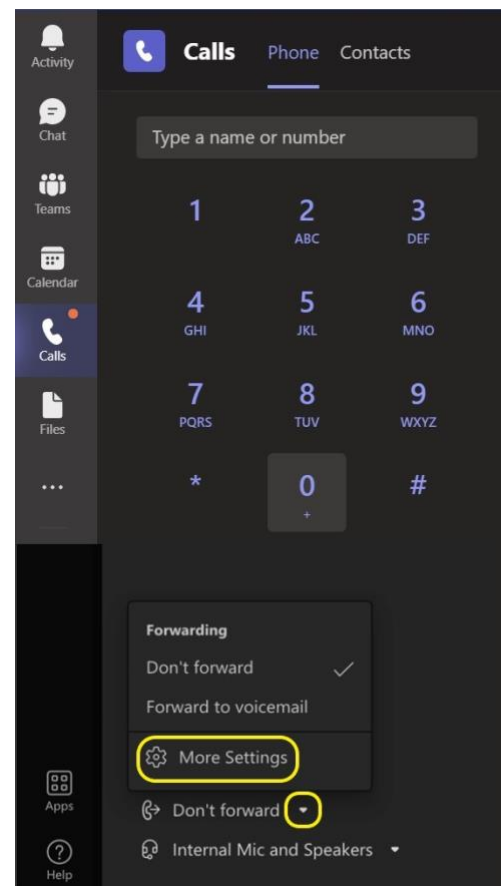 Activity
Chat
Teams
Calendar
Calls
Files
...
Apps
Help
Calls Phone Contacts
Type a name or number
1 2 3
ABC DEF
4 5 6
GHI JKL MNO
7 8 9
PQRS TUV WXYZ
* 0 #
+
Forwarding
Don't forward
Forward to voicemail
More Settings
Don't forward
Internal Mic and Speakers